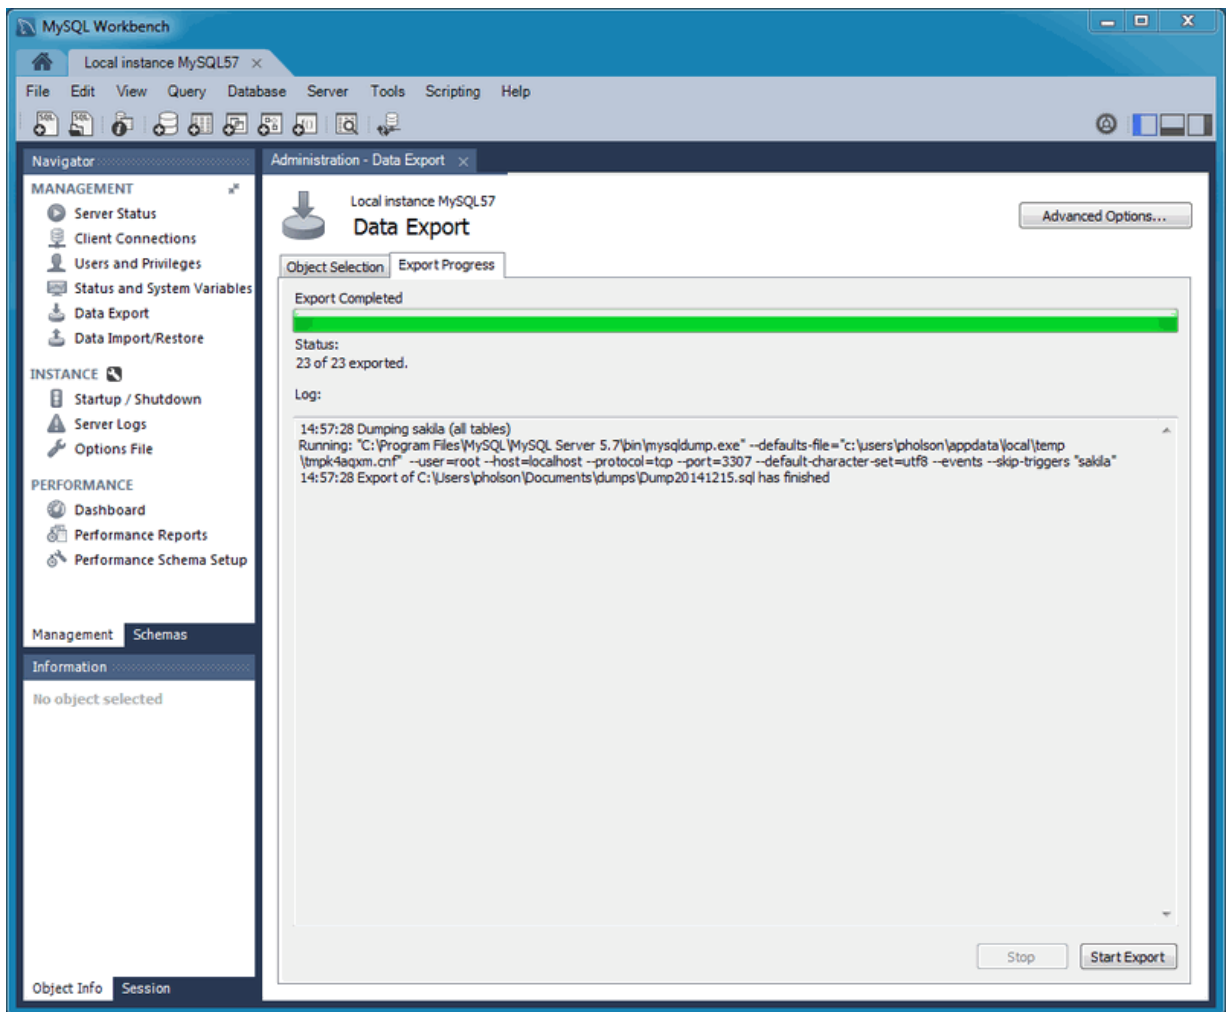 MySQL Workbench
Local instance MySQL57
File Edit View Query Database Server Tools Scripting Help
Navigator
MANAGEMENT
Server Status
Client Connections
Users and Privileges
Status and System Variables
Data Export
Data Import/Restore
INSTANCE
Startup / Shutdown
Server Logs
Options File
PERFORMANCE
Dashboard
Performance Reports
Performance Schema Setup
Management Schemas
Information
No object selected
Object Info Session
Administration - Data Export
Local instance MySQL57
Data Export
Advanced Options...
Object Selection Export Progress
Export Completed
Status:
23 of 23 exported.
Log:
14:57:28 Dumping sakila (all tables)
Running: "C:\Program Files\MySQL\MySQL Server 5.7\bin\mysqldump.exe" --defaults-file="c:\users\pholson\appdata\local\temp
\tmpk4aqxm.cnf" --user=root --host=localhost --protocol=tcp --port=3307 --default-character-set=utf8 --events --skip-triggers "sakila"
14:57:28 Export of C:\Users\pholson\Documents\dumps\Dump20141215.sql has finished
Stop Start Export